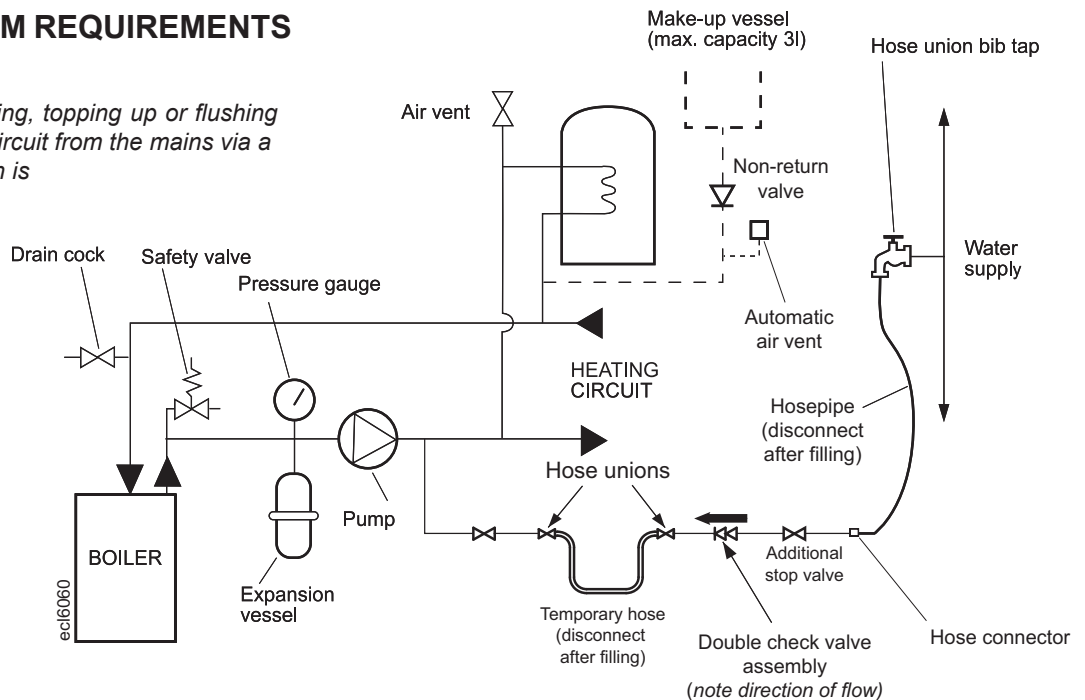 M REQUIREMENTS
ing, topping up or flushing
ircuit from the mains via a
n is
Make-up vessel
(max. capacity 3l)
Hose union bib tap
Air vent
Non-return
valve
Drain cock
Safety valve
Pressure gauge
Water
supply
Automatic
air vent
HEATING
CIRCUIT
Hosepipe
(disconnect
after filling)
Hose unions
Pump
BOILER
Additional
stop valve
ecl6060
Expansion
vessel
Temporary hose
(disconnect
after filling)
Double check valve
assembly
(note direction of flow)
Hose connector